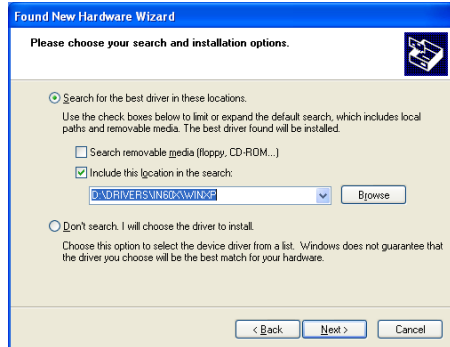 Found New Hardware Wizard
Please choose your search and installation options.
Search for the best driver in these locations.
Use the check boxes below to limit or expand the default search, which includes local
paths and removable media. The best driver found will be installed.
Search removable media (floppy, CD-ROM...)
Include this location in the search:
D:\DRIVERS\IN60X\WINXP
Browse
Don't search. I will choose the driver to install.
Choose this option to select the device driver from a list. Windows does not guarantee that
the driver you choose will be the best match for your hardware.
< Back Next > Cancel